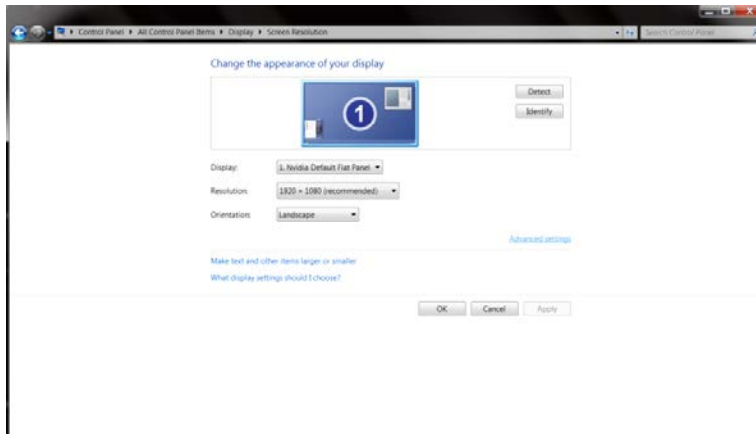 Control Panel ▸ All Control Panel Items ▸ Display ▸ Screen Resolution
Search Control Panel
Change the appearance of your display
1
Detect
Identify
Display:
1. Nvidia Default Flat Panel
Resolution:
1920 × 1080 (recommended)
Orientation:
Landscape
Advanced settings
Make text and other items larger or smaller
What display settings should I choose?
OK
Cancel
Apply